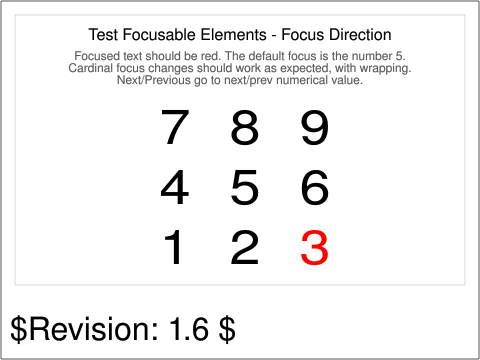 Test Focusable Elements - Focus Direction
Focused text should be red. The default focus is the number 5.
Cardinal focus changes should work as expected, with wrapping.
Next/Previous go to next/prev numerical value.
7 8 9
4 5 6
1 2 3
$Revision: 1.6 $